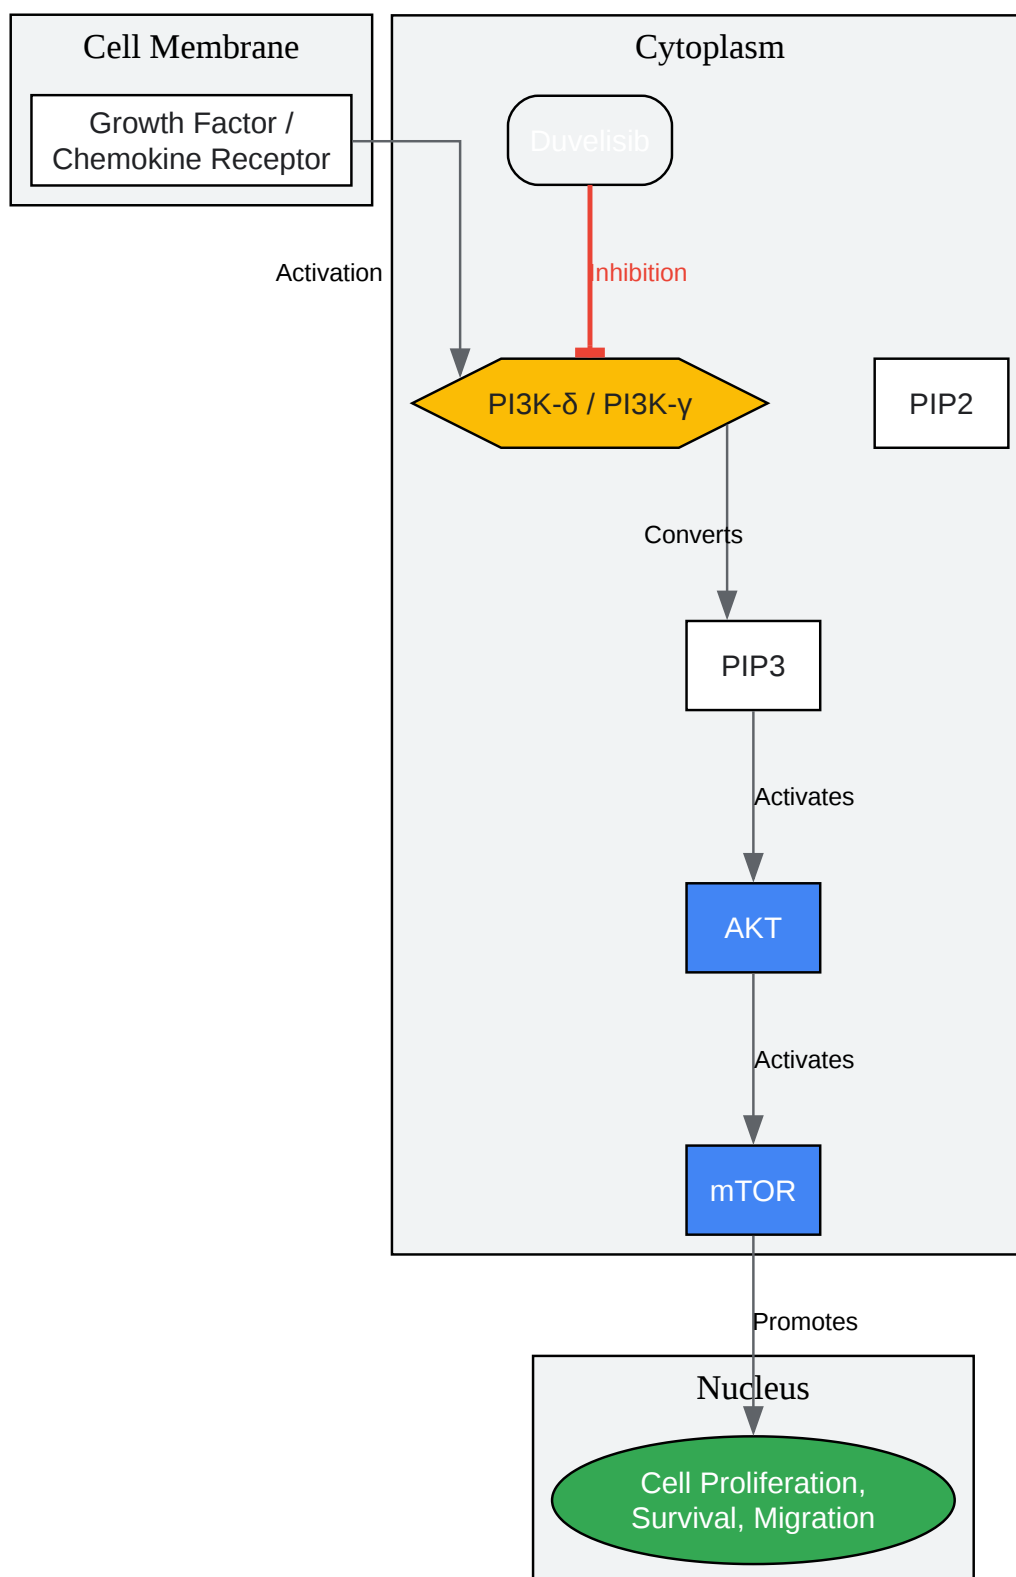 Cell Membrane
Cytoplasm
Growth Factor /
Chemokine Receptor
Duvelisib
Activation
Inhibition
PI3K-δ / PI3K-γ
PIP2
Converts
PIP3
Activates
AKT
Activates
mTOR
Promotes
Nucleus
Cell Proliferation,
Survival, Migration